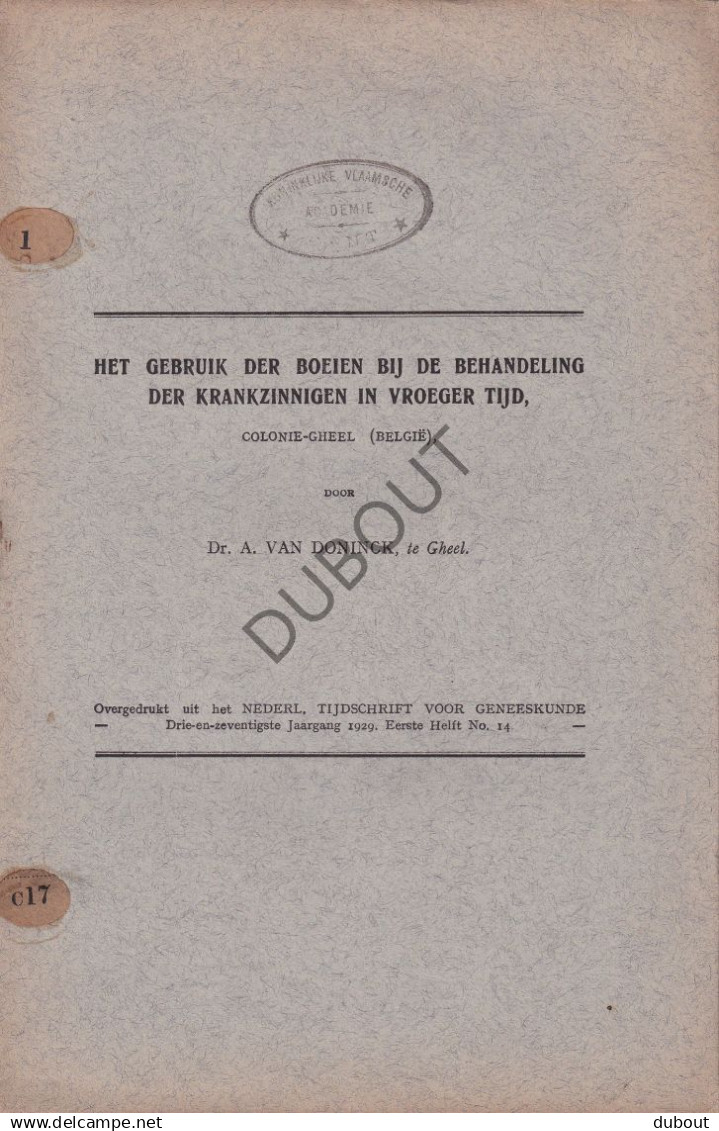 KONINKLIJKE VLAAMSCHE
ACADEMIE
GENT
1
HET GEBRUIK DER BOEIEN BIJ DE BEHANDELING
DER KRANKZINNIGEN IN VROEGER TIJD,
COLONIE-GHEEL (BELGIË),
DOOR
Dr. A. VAN DONINCK, te Gheel.
DUBOUT
Overgedrukt uit het NEDERL. TIJDSCHRIFT VOOR GENEESKUNDE
— Drie-en-zeventigste Jaargang 1929. Eerste Helft No. 14 —
c17
delcampe.net
dubout